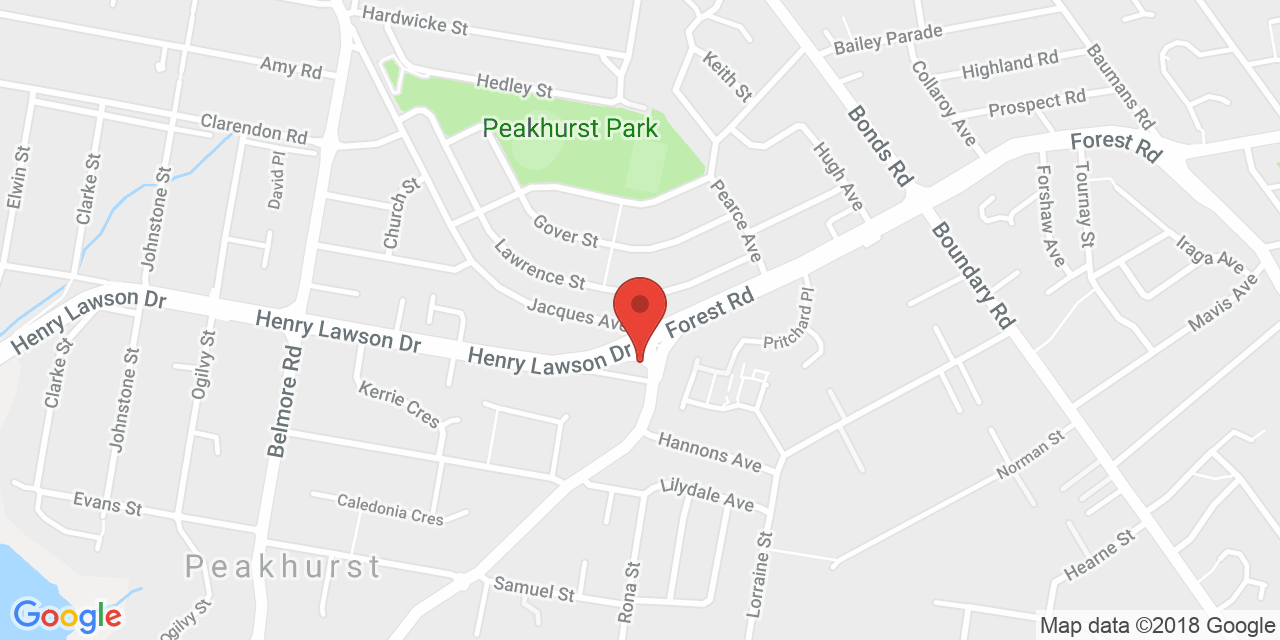 Hardwicke St
Bailey Parade
Amy Rd
Hedley St
Keith St
Highland Rd
Baumans Rd
Collaroy Ave
Prospect Rd
Clarendon Rd
Peakhurst Park
Bonds Rd
Forest Rd
Elwin St
Clarke St
David Pl
Hugh Ave
Johnstone St
Church St
Pearce Ave
Forshaw Ave
Tournay St
Gover St
Lawrence St
Boundary Rd
Iraga Ave
Mavis Ave
Henry Lawson Dr
Henry Lawson Dr
Jacques Ave
Forest Rd
Pritchard Pl
Henry Lawson Dr
Clarke St
Ogilvy St
Belmore Rd
Johnstone St
Kerrie Cres
Hannons Ave
Norman St
Evans St
Caledonia Cres
Lilydale Ave
Peakhurst
Hearne St
Samuel St
Rona St
Lorraine St
Ogilvy St
Google
Map data ©2018 Google